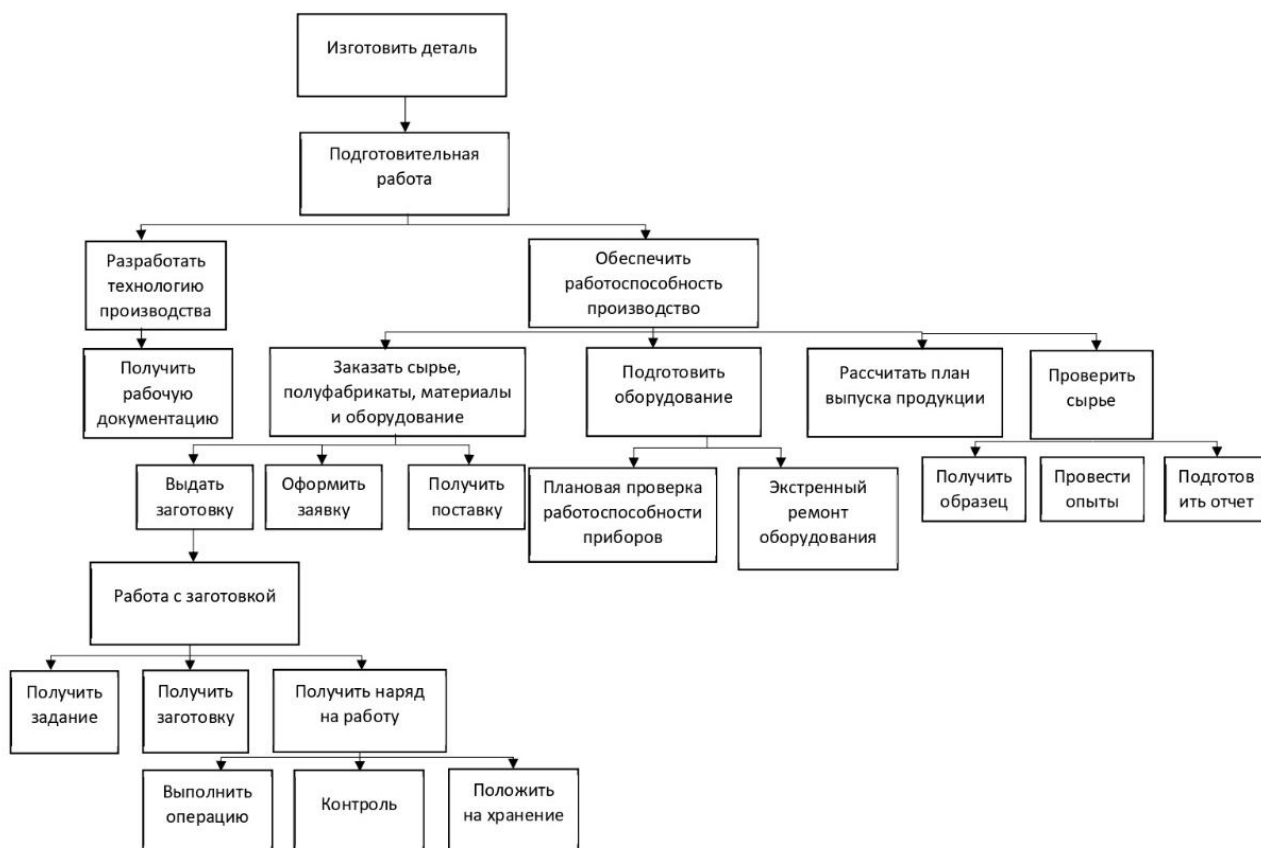 Изготовить деталь
Подготовительная
работа
Разработать
технологию
производства
Обеспечить
работоспособность
производство
Получить
рабочую
документацию
Заказать сырье,
полуфабрикаты, материалы
и оборудование
Подготовить
оборудование
Рассчитать план
выпуска продукции
Проверить
сырье
Выдать
заготовку
Оформить
заявку
Получить
поставку
Плановая проверка
работоспособности
приборов
Экстренный
ремонт
оборудования
Получить
образец
Провести
опыты
Подготов
ить отчет
Работа с заготовкой
Получить
задание
Получить
заготовку
Получить наряд
на работу
Выполнить
операцию
Контроль
Положить
на хранение